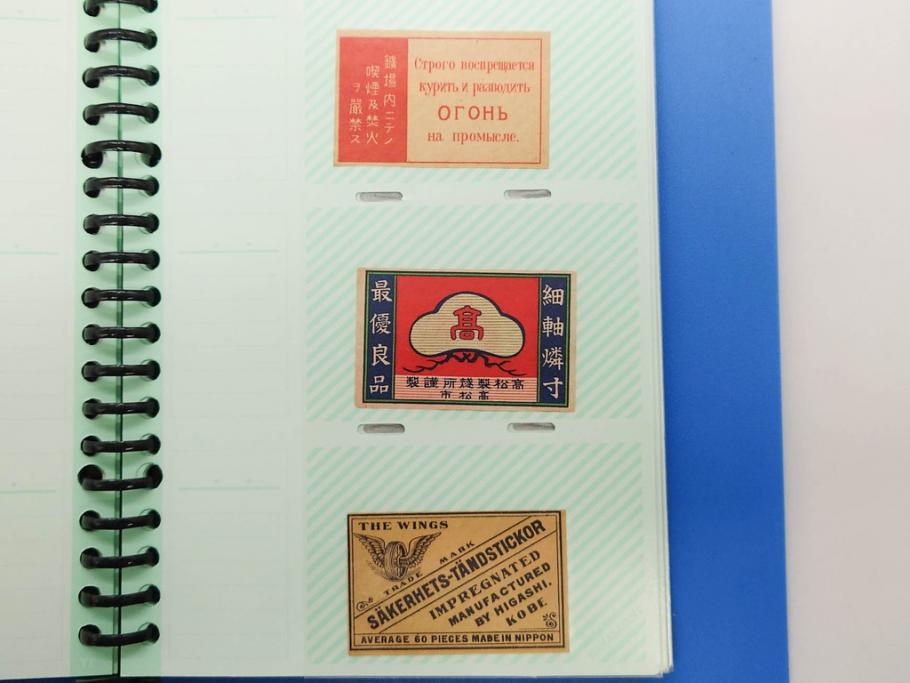 鑛場内ニテノ
喫煙及焚火
ヲ嚴禁ス
Строго воспрещается
курить и разводить
ОГОНЬ
на промысле.
最優良品
高
細軸燐寸
製謹所燧製松高
市松高
THE WINGS
TRADE MARK
SÄKERHETS-TÄNDSTICKOR
IMPREGNATED
MANUFACTURED
BY HIGASHI.
KOBE
AVERAGE 60 PIECES MADE IN NIPPON